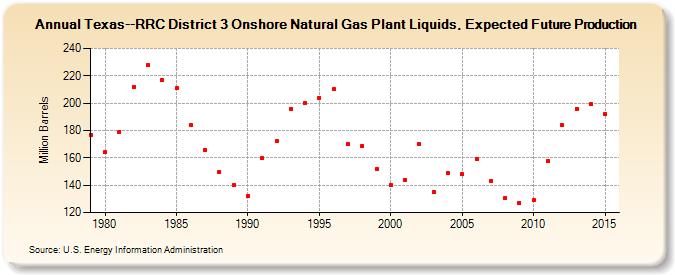 Annual Texas--RRC District 3 Onshore Natural Gas Plant Liquids, Expected Future Production
Million Barrels
240
220
200
180
160
140
120
1980 1985 1990 1995 2000 2005 2010 2015
Source: U.S. Energy Information Administration